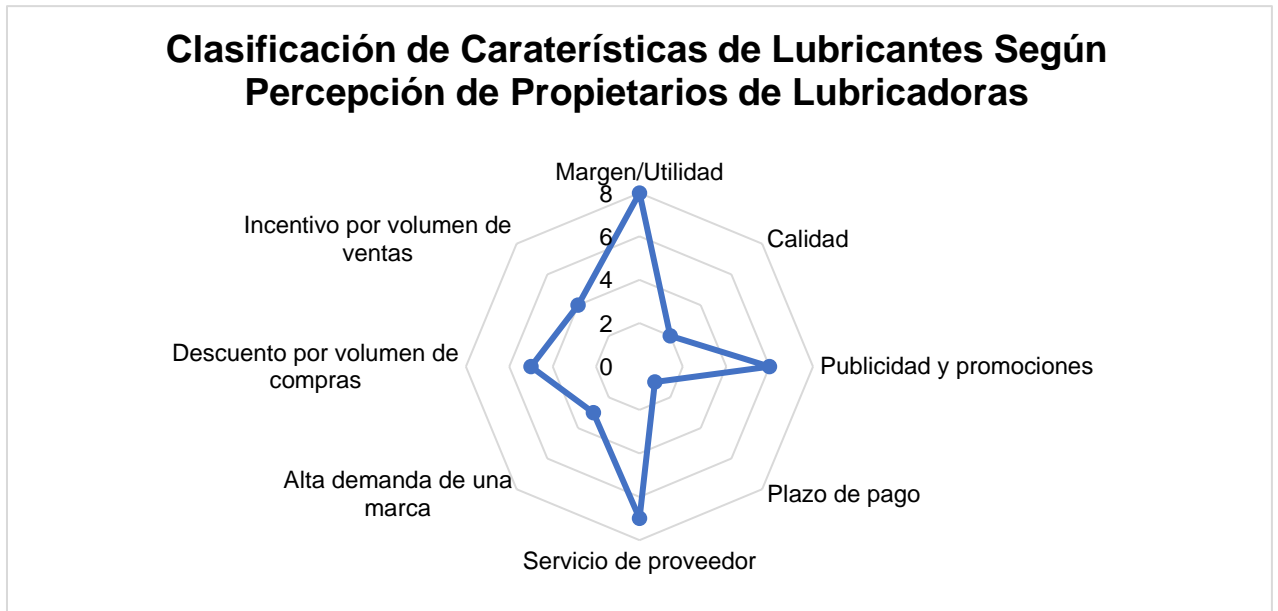 Clasificación de Caraterísticas de Lubricantes Según
Percepción de Propietarios de Lubricadoras
Margen/Utilidad
8
6
4
2
0
Calidad
Publicidad y promociones
Plazo de pago
Servicio de proveedor
Alta demanda de una
marca
Descuento por volumen de
compras
Incentivo por volumen de
ventas